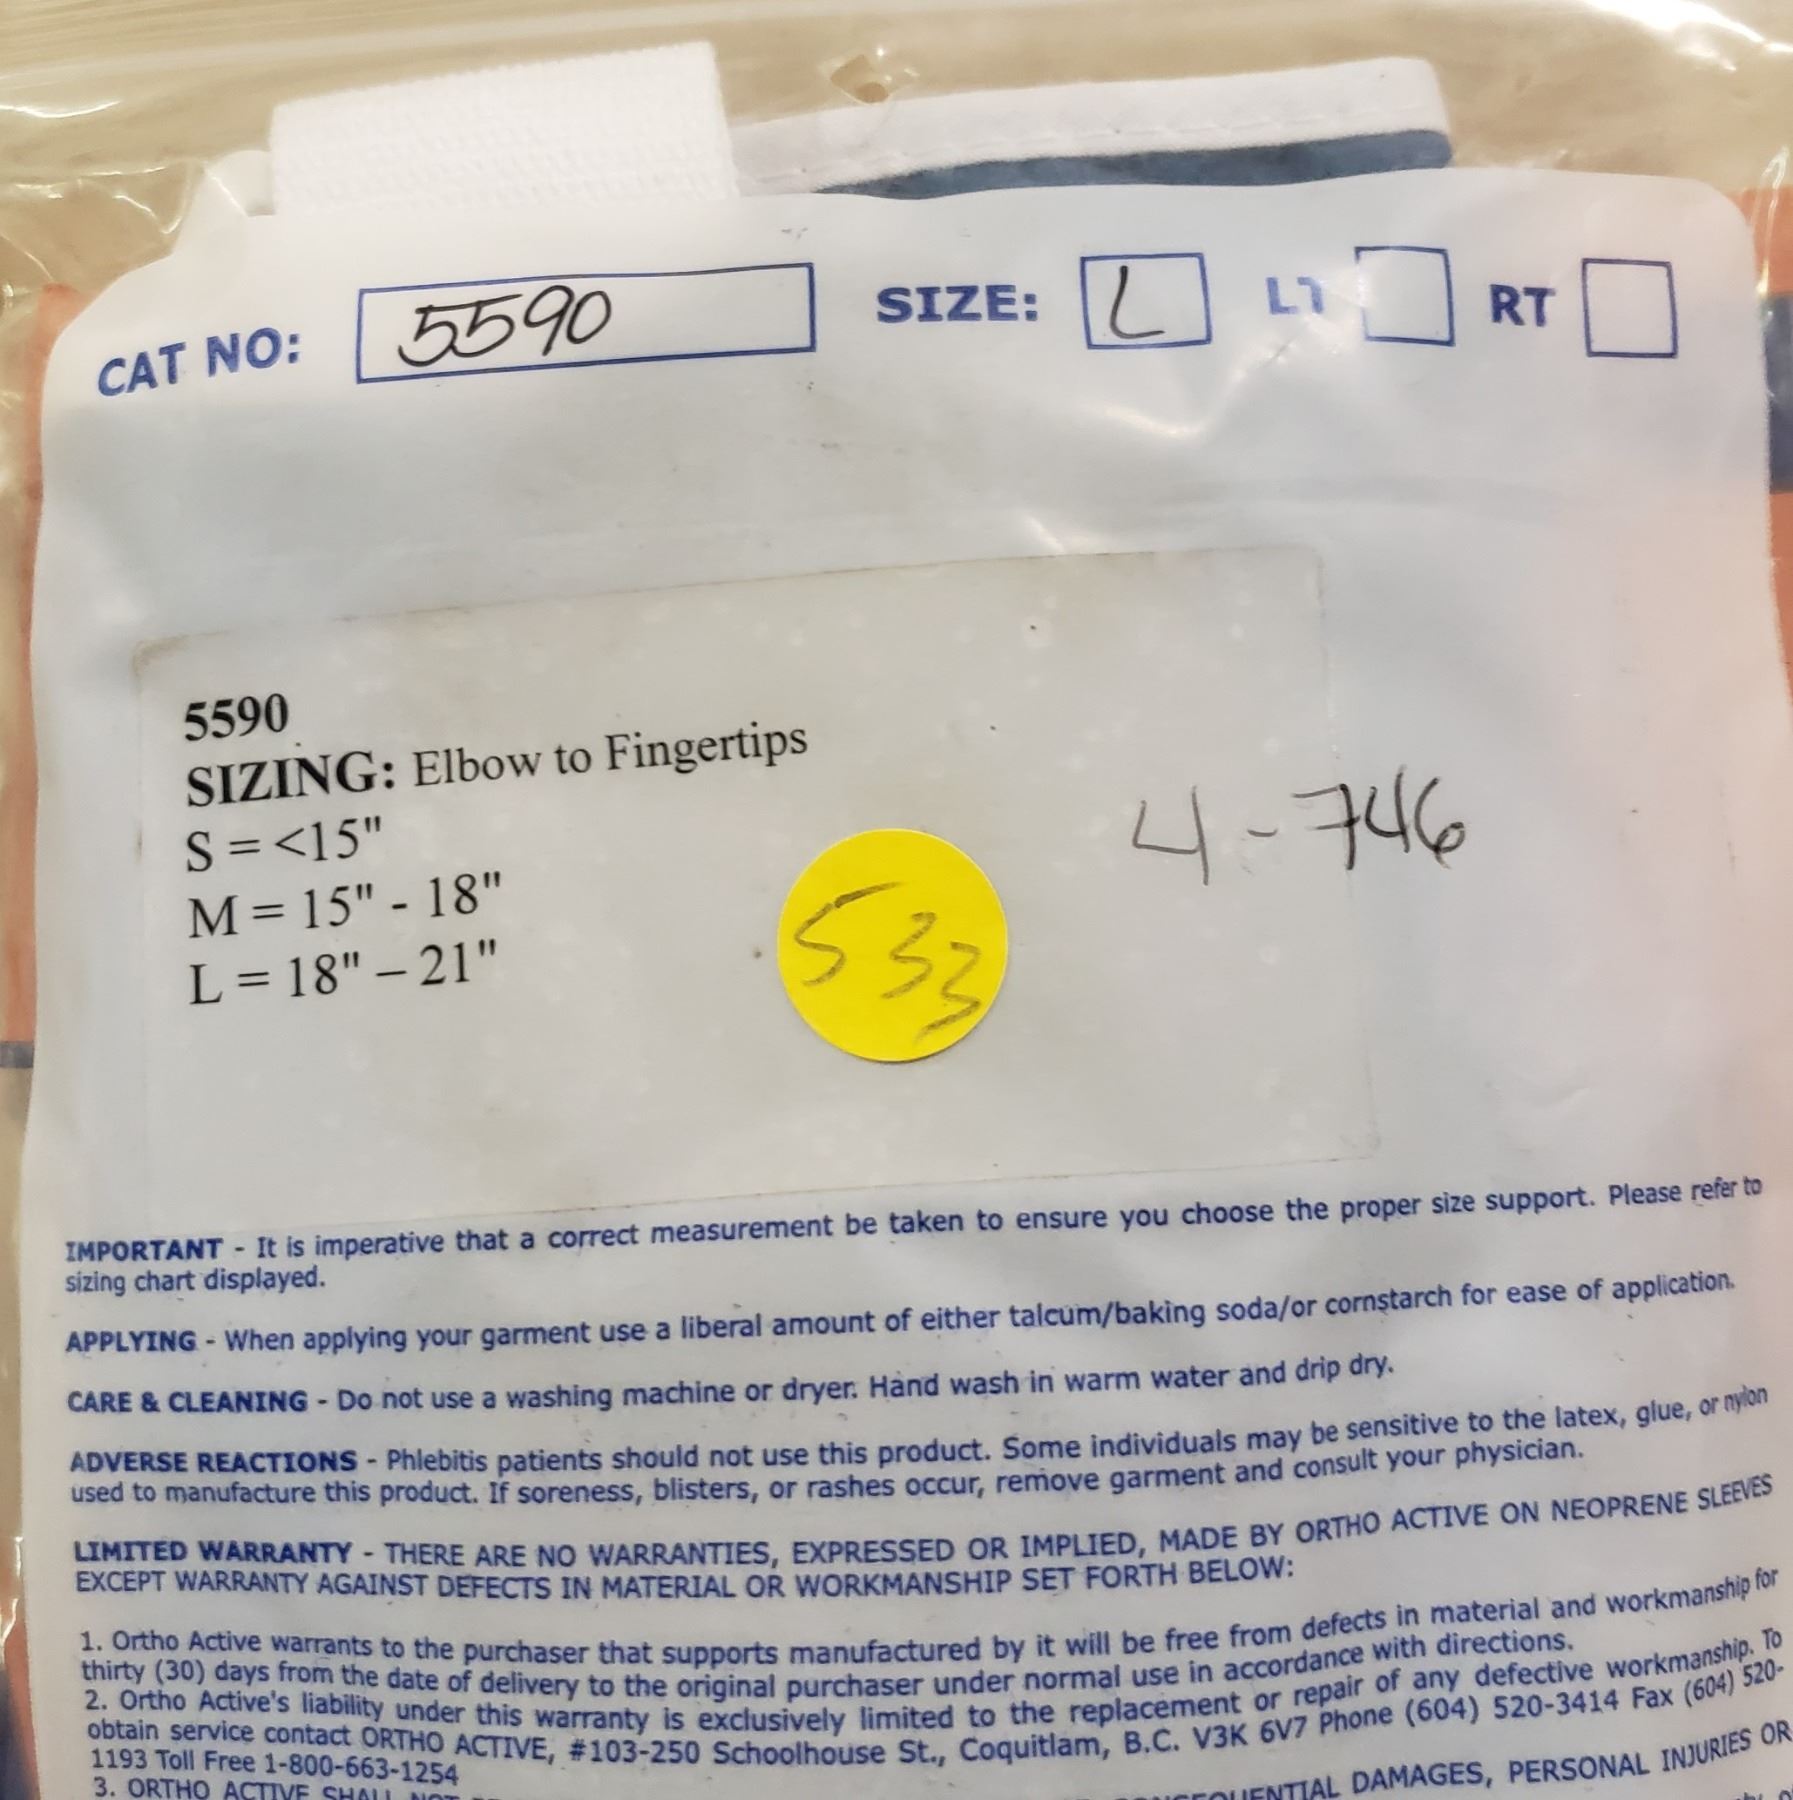 CAT NO: 5590 SIZE: L LT RT
5590
SIZING: Elbow to Fingertips
S = <15"
M = 15" - 18"
L = 18" – 21"
4-746
533
IMPORTANT - It is imperative that a correct measurement be taken to ensure you choose the proper size support. Please refer to
sizing chart displayed.
APPLYING - When applying your garment use a liberal amount of either talcum/baking soda/or cornstarch for ease of application.
CARE & CLEANING - Do not use a washing machine or dryer. Hand wash in warm water and drip dry.
ADVERSE REACTIONS - Phlebitis patients should not use this product. Some individuals may be sensitive to the latex, glue, or nylon
used to manufacture this product. If soreness, blisters, or rashes occur, remove garment and consult your physician.
LIMITED WARRANTY - THERE ARE NO WARRANTIES, EXPRESSED OR IMPLIED, MADE BY ORTHO ACTIVE ON NEOPRENE SLEEVES
EXCEPT WARRANTY AGAINST DEFECTS IN MATERIAL OR WORKMANSHIP SET FORTH BELOW:
1. Ortho Active warrants to the purchaser that supports manufactured by it will be free from defects in material and workmanship for
thirty (30) days from the date of delivery to the original purchaser under normal use in accordance with directions.
2. Ortho Active's liability under this warranty is exclusively limited to the replacement or repair of any defective workmanship. To
obtain service contact ORTHO ACTIVE, #103-250 Schoolhouse St., Coquitlam, B.C. V3K 6V7 Phone (604) 520-3414 Fax (604) 520-
1193 Toll Free 1-800-663-1254
3. ORTHO ACTIVE SHALL NOT DAMAGES, PERSONAL INJURIES OR